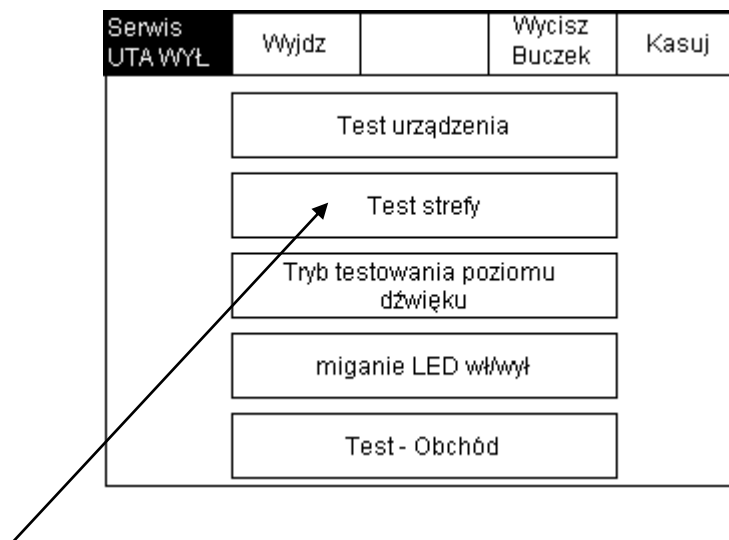 Serwis
UTA WYŁ
Wyjdz
Wycisz
Buczek
Kasuj
Test urządzenia
Test strefy
Tryb testowania poziomu
dźwięku
miganie LED wł/wył
Test - Obchód